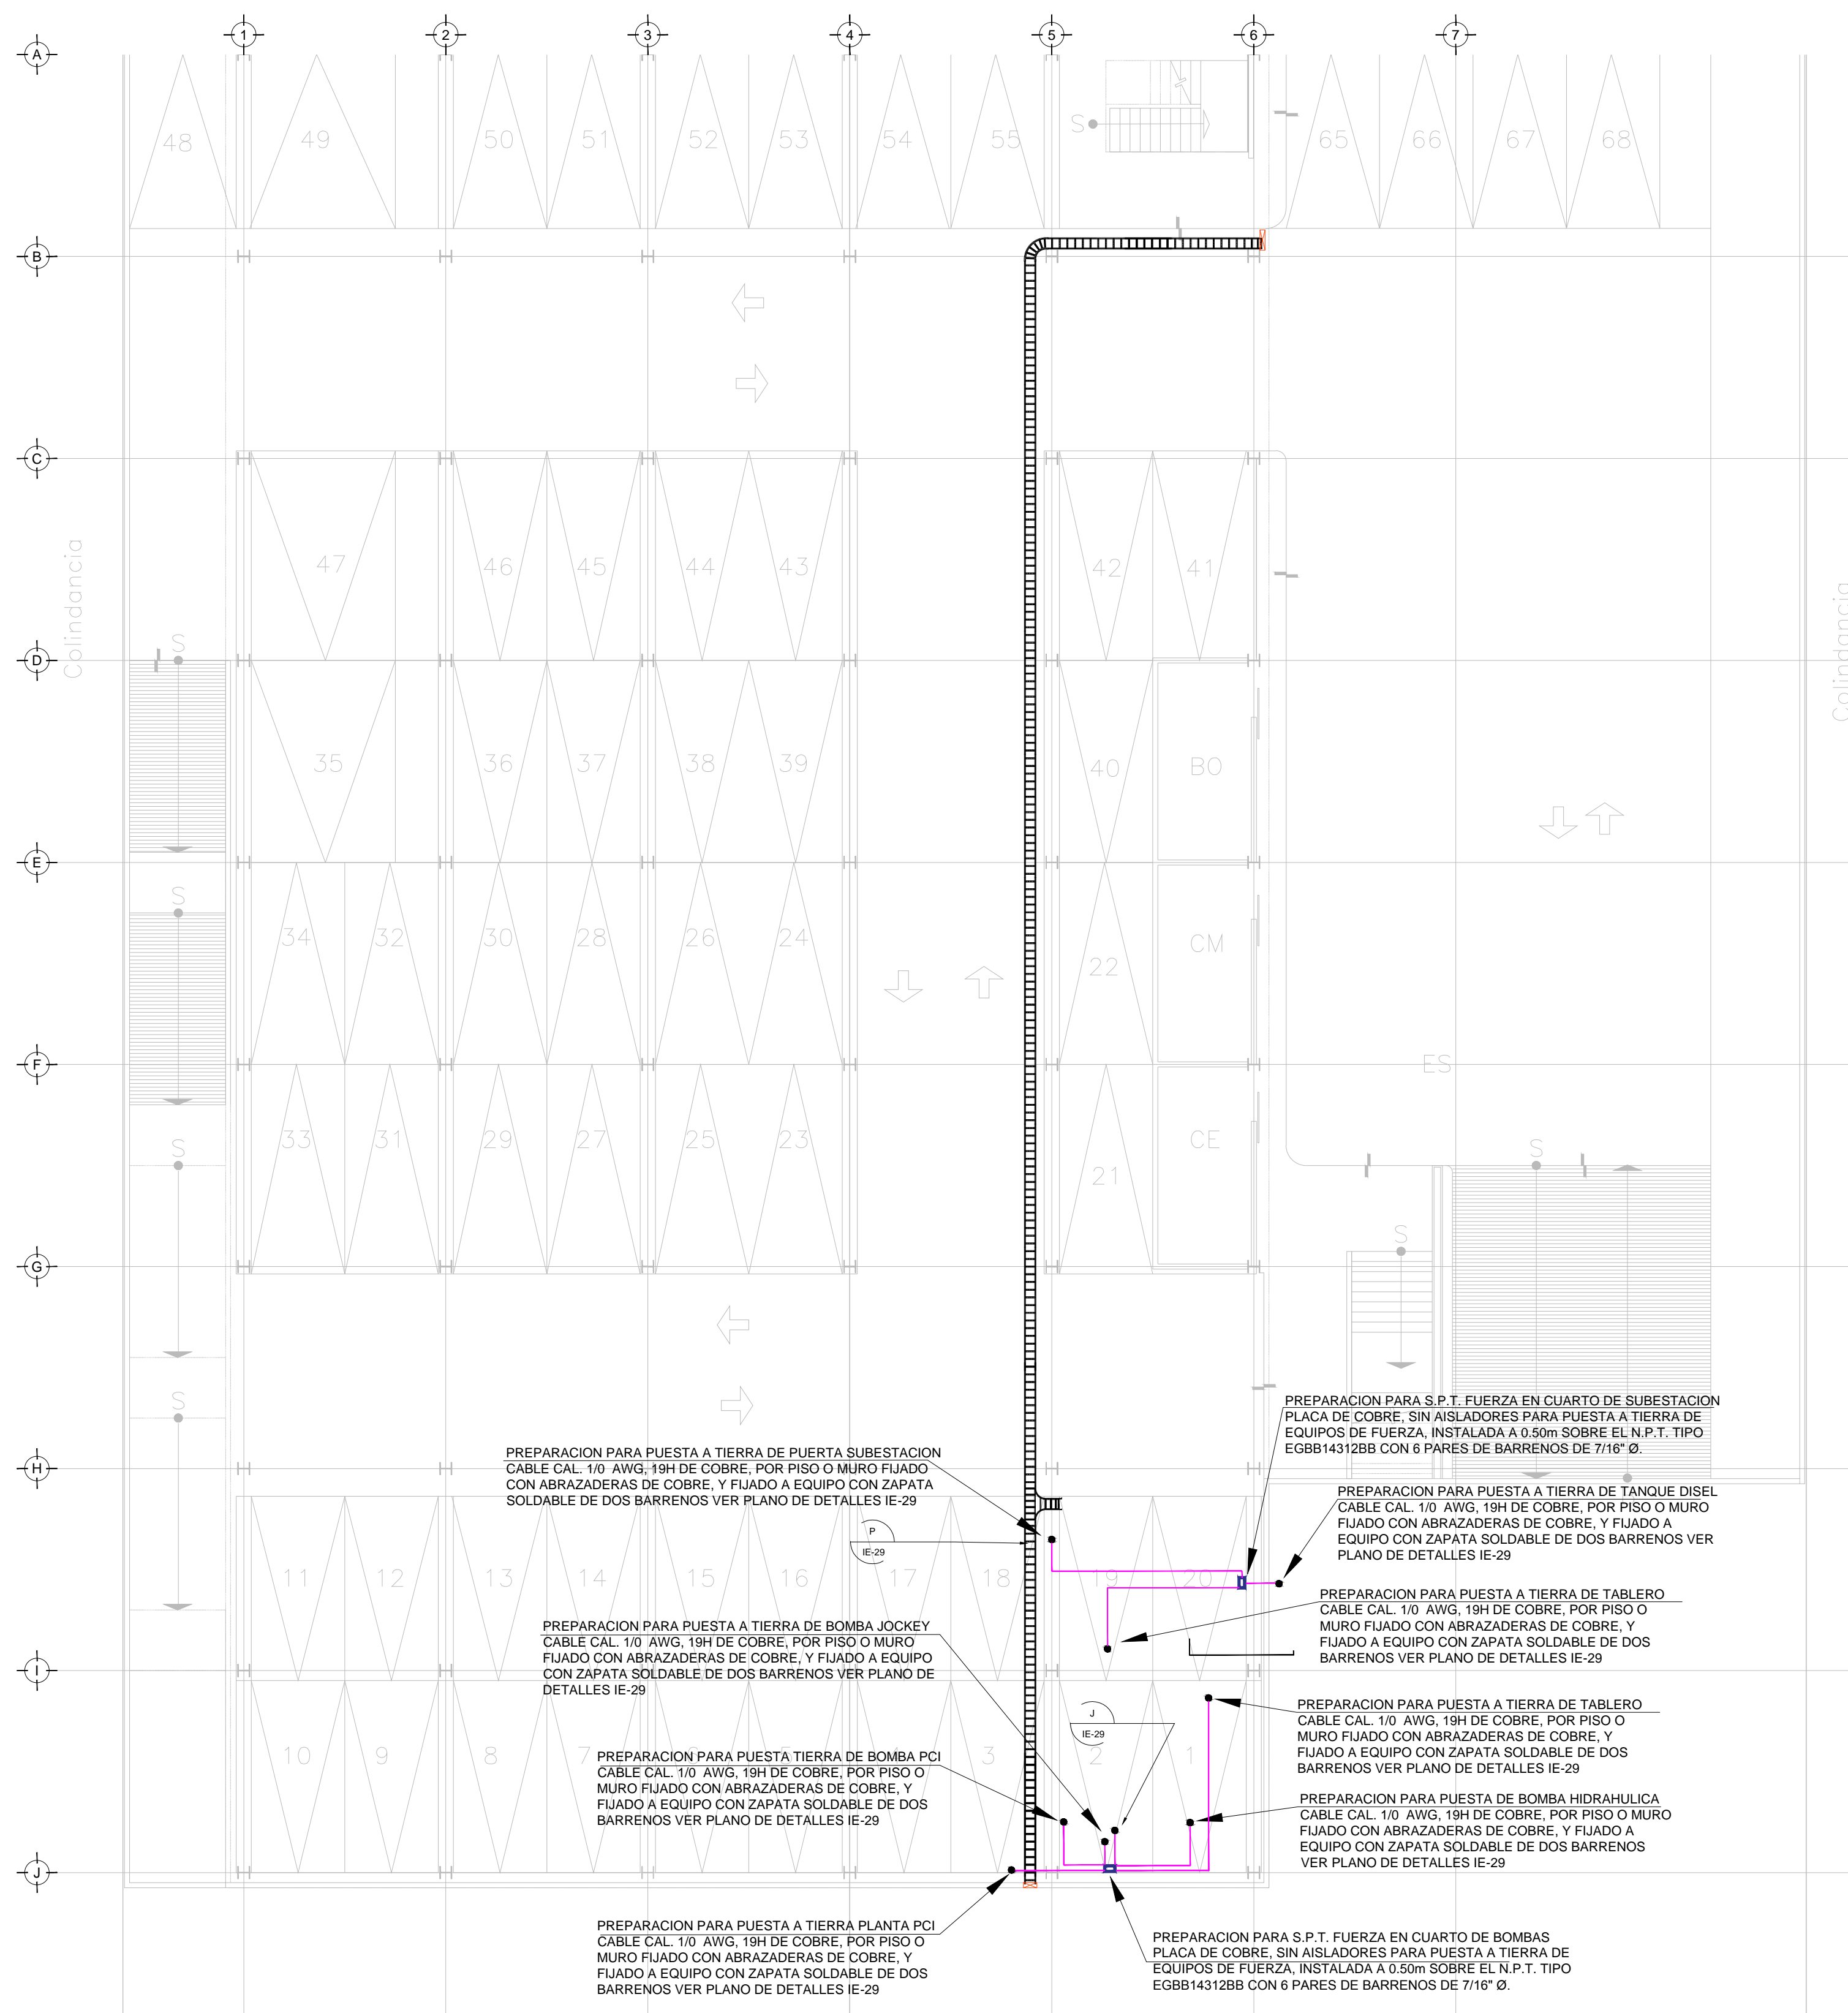 1
2
3
4
5
6
7
A
B
C
D
E
F
G
H
I
J
48
49
50
51
52
53
54
55
S
65
66
67
68
Colindancia
Colindancia
47
46
45
44
43
42
41
S
35
36
37
38
39
40
BO
S
34
32
30
28
26
24
22
CM
ES
S
33
31
29
27
25
23
21
CE
S
S
S
PREPARACION PARA S.P.T. FUERZA EN CUARTO DE SUBESTACION
PLACA DE COBRE, SIN AISLADORES PARA PUESTA A TIERRA DE
EQUIPOS DE FUERZA, INSTALADA A 0.50m SOBRE EL N.P.T. TIPO
EGBB14312BB CON 6 PARES DE BARRENOS DE 7/16" Ø.
PREPARACION PARA PUESTA A TIERRA DE PUERTA SUBESTACION
CABLE CAL. 1/0 AWG, 19H DE COBRE, POR PISO O MURO FIJADO
CON ABRAZADERAS DE COBRE, Y FIJADO A EQUIPO CON ZAPATA
SOLDABLE DE DOS BARRENOS VER PLANO DE DETALLES IE-29
PREPARACION PARA PUESTA A TIERRA DE TANQUE DISEL
CABLE CAL. 1/0 AWG, 19H DE COBRE, POR PISO O MURO
FIJADO CON ABRAZADERAS DE COBRE, Y FIJADO A
EQUIPO CON ZAPATA SOLDABLE DE DOS BARRENOS VER
PLANO DE DETALLES IE-29
P
IE-29
11
12
13
14
15
16
17
18
19
20
PREPARACION PARA PUESTA A TIERRA DE TABLERO
CABLE CAL. 1/0 AWG, 19H DE COBRE, POR PISO O
MURO FIJADO CON ABRAZADERAS DE COBRE, Y
FIJADO A EQUIPO CON ZAPATA SOLDABLE DE DOS
BARRENOS VER PLANO DE DETALLES IE-29
PREPARACION PARA PUESTA A TIERRA DE BOMBA JOCKEY
CABLE CAL. 1/0 AWG, 19H DE COBRE, POR PISO O MURO
FIJADO CON ABRAZADERAS DE COBRE, Y FIJADO A EQUIPO
CON ZAPATA SOLDABLE DE DOS BARRENOS VER PLANO DE
DETALLES IE-29
J
IE-29
PREPARACION PARA PUESTA A TIERRA DE TABLERO
CABLE CAL. 1/0 AWG, 19H DE COBRE, POR PISO O
MURO FIJADO CON ABRAZADERAS DE COBRE, Y
FIJADO A EQUIPO CON ZAPATA SOLDABLE DE DOS
BARRENOS VER PLANO DE DETALLES IE-29
10
9
8
7
3
2
1
PREPARACION PARA PUESTA TIERRA DE BOMBA PCI
CABLE CAL. 1/0 AWG, 19H DE COBRE, POR PISO O
MURO FIJADO CON ABRAZADERAS DE COBRE, Y
FIJADO A EQUIPO CON ZAPATA SOLDABLE DE DOS
BARRENOS VER PLANO DE DETALLES IE-29
PREPARACION PARA PUESTA DE BOMBA HIDRAHULICA
CABLE CAL. 1/0 AWG, 19H DE COBRE, POR PISO O MURO
FIJADO CON ABRAZADERAS DE COBRE, Y FIJADO A
EQUIPO CON ZAPATA SOLDABLE DE DOS BARRENOS
VER PLANO DE DETALLES IE-29
PREPARACION PARA PUESTA A TIERRA PLANTA PCI
CABLE CAL. 1/0 AWG, 19H DE COBRE, POR PISO O
MURO FIJADO CON ABRAZADERAS DE COBRE, Y
FIJADO A EQUIPO CON ZAPATA SOLDABLE DE DOS
BARRENOS VER PLANO DE DETALLES IE-29
PREPARACION PARA S.P.T. FUERZA EN CUARTO DE BOMBAS
PLACA DE COBRE, SIN AISLADORES PARA PUESTA A TIERRA DE
EQUIPOS DE FUERZA, INSTALADA A 0.50m SOBRE EL N.P.T. TIPO
EGBB14312BB CON 6 PARES DE BARRENOS DE 7/16" Ø.